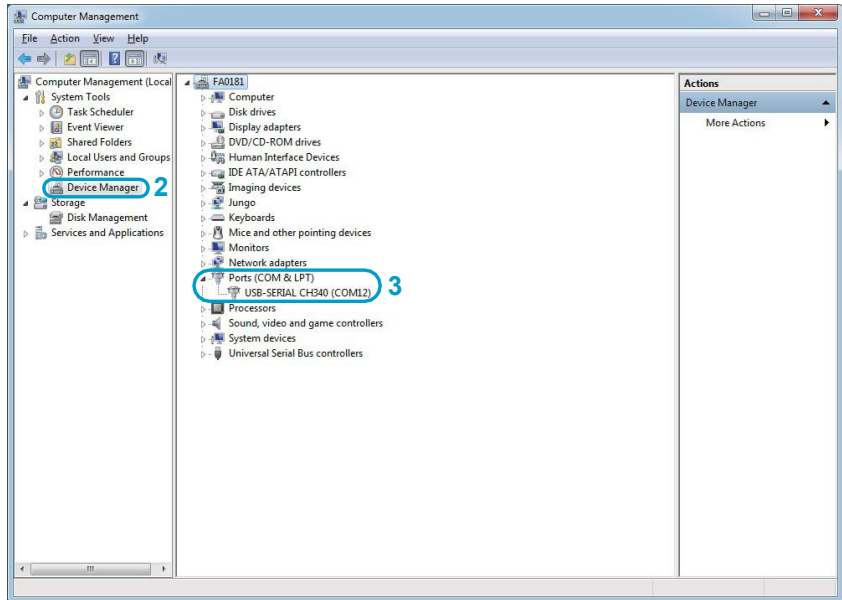 Computer Management
File Action View Help
Computer Management (Local
System Tools
Task Scheduler
Event Viewer
Shared Folders
Local Users and Groups
Performance
Device Manager
2
Storage
Disk Management
Services and Applications
FA0181
Computer
Disk drives
Display adapters
DVD/CD-ROM drives
Human Interface Devices
IDE ATA/ATAPI controllers
Imaging devices
Jungo
Keyboards
Mice and other pointing devices
Monitors
Network adapters
Ports (COM & LPT)
USB-SERIAL CH340 (COM12)
3
Processors
Sound, video and game controllers
System devices
Universal Serial Bus controllers
Actions
Device Manager
More Actions